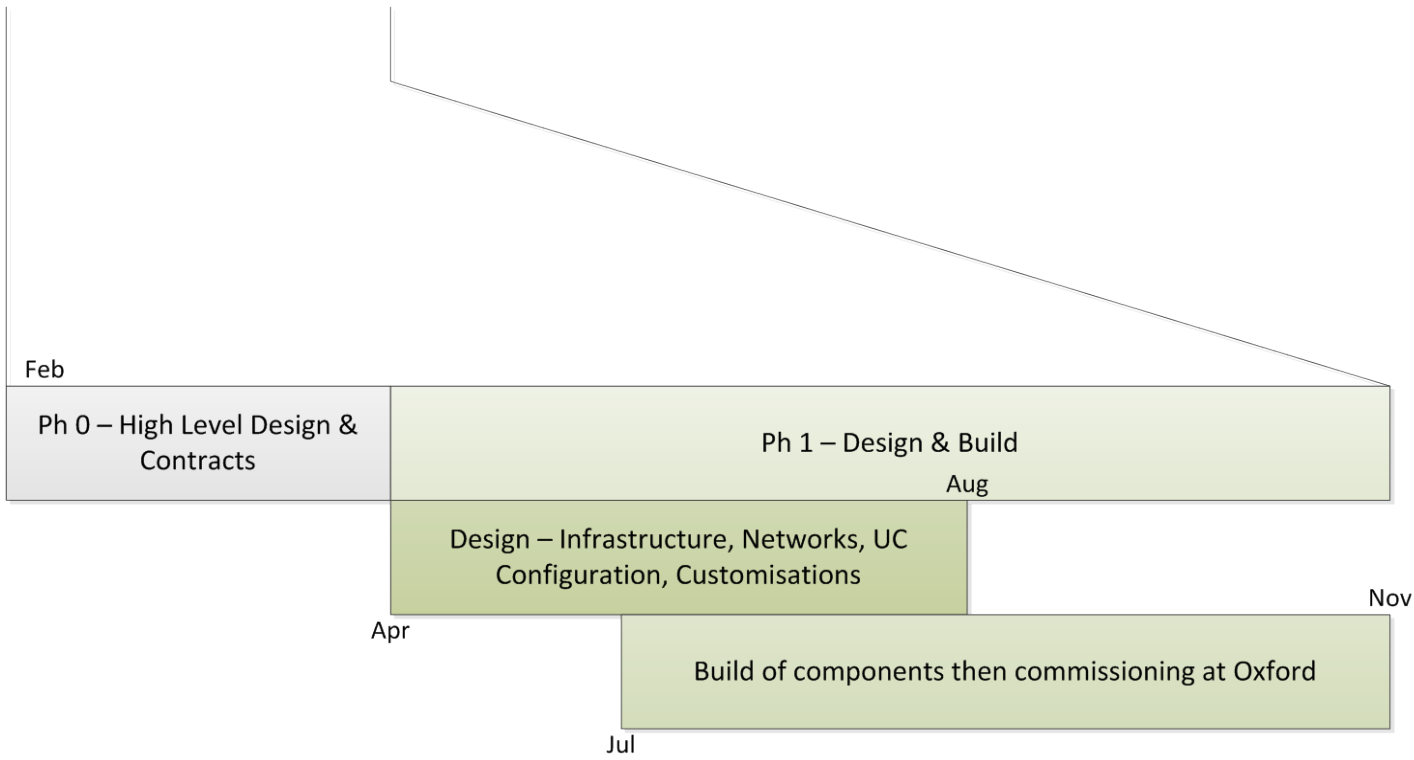 Feb
Ph 0 – High Level Design &
Contracts
Ph 1 – Design & Build
Aug
Design – Infrastructure, Networks, UC
Configuration, Customisations
Nov
Apr
Build of components then commissioning at Oxford
Jul